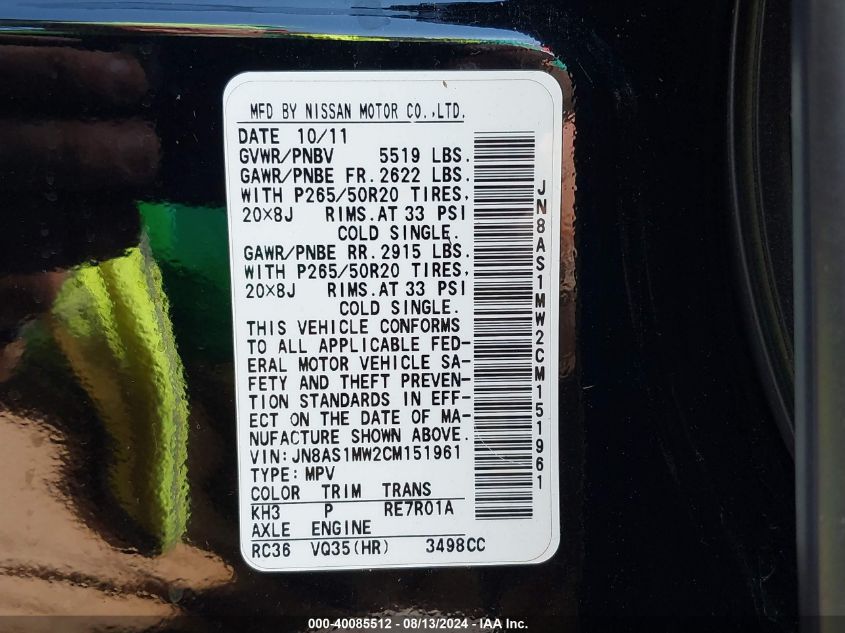 MFD BY NISSAN MOTOR CO.,LTD.
DATE 10/11
GVWR/PNBV 5519 LBS.
GAWR/PNBE FR. 2622 LBS.
WITH P265/50R20 TIRES,
20×8J RIMS.AT 33 PSI
COLD SINGLE.
GAWR/PNBE RR. 2915 LBS.
WITH P265/50R20 TIRES,
20×8J RIMS.AT 33 PSI
COLD SINGLE.
THIS VEHICLE CONFORMS
TO ALL APPLICABLE FED-
ERAL MOTOR VEHICLE SA-
FETY AND THEFT PREVEN-
TION STANDARDS IN EFF-
ECT ON THE DATE OF MA-
NUFACTURE SHOWN ABOVE.
VIN:JN8AS1MW2CM151961
TYPE:MPV
COLOR TRIM TRANS
KH3 P RE7R01A
AXLE ENGINE
RC36 VQ35(HR) 3498CC
JN8AS1MW2CM151961
000-40085512 - 08/13/2024 - IAA Inc.